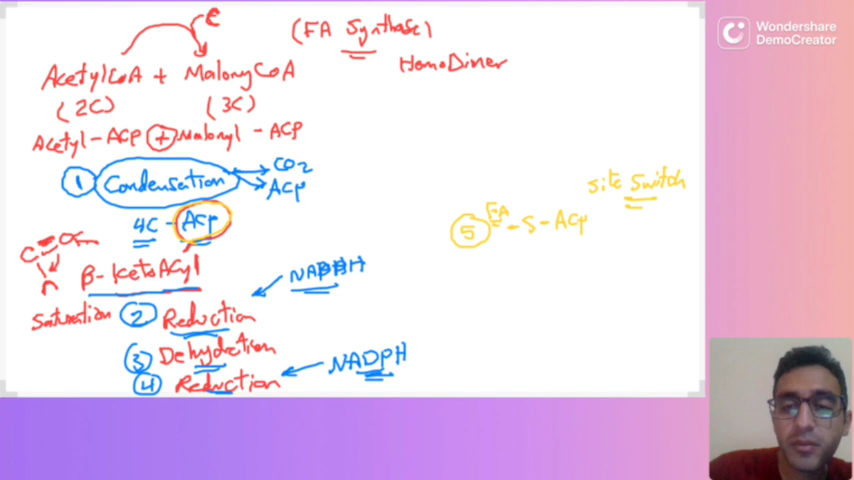 e
(FA Synthase)
HomoDimer
AcetylCoA + MalonyCoA
(2C) (3C)
Acetyl-ACP + Malonyl-ACP
1 Condensation CO2
ACp
4C - ACp
C O
β-ketoACyl
NADPH
Saturation 2 Reduction
3 Dehydration
4 Reduction NADPH
Site Switch
5 FA - S - ACp
Wondershare
DemoCreator